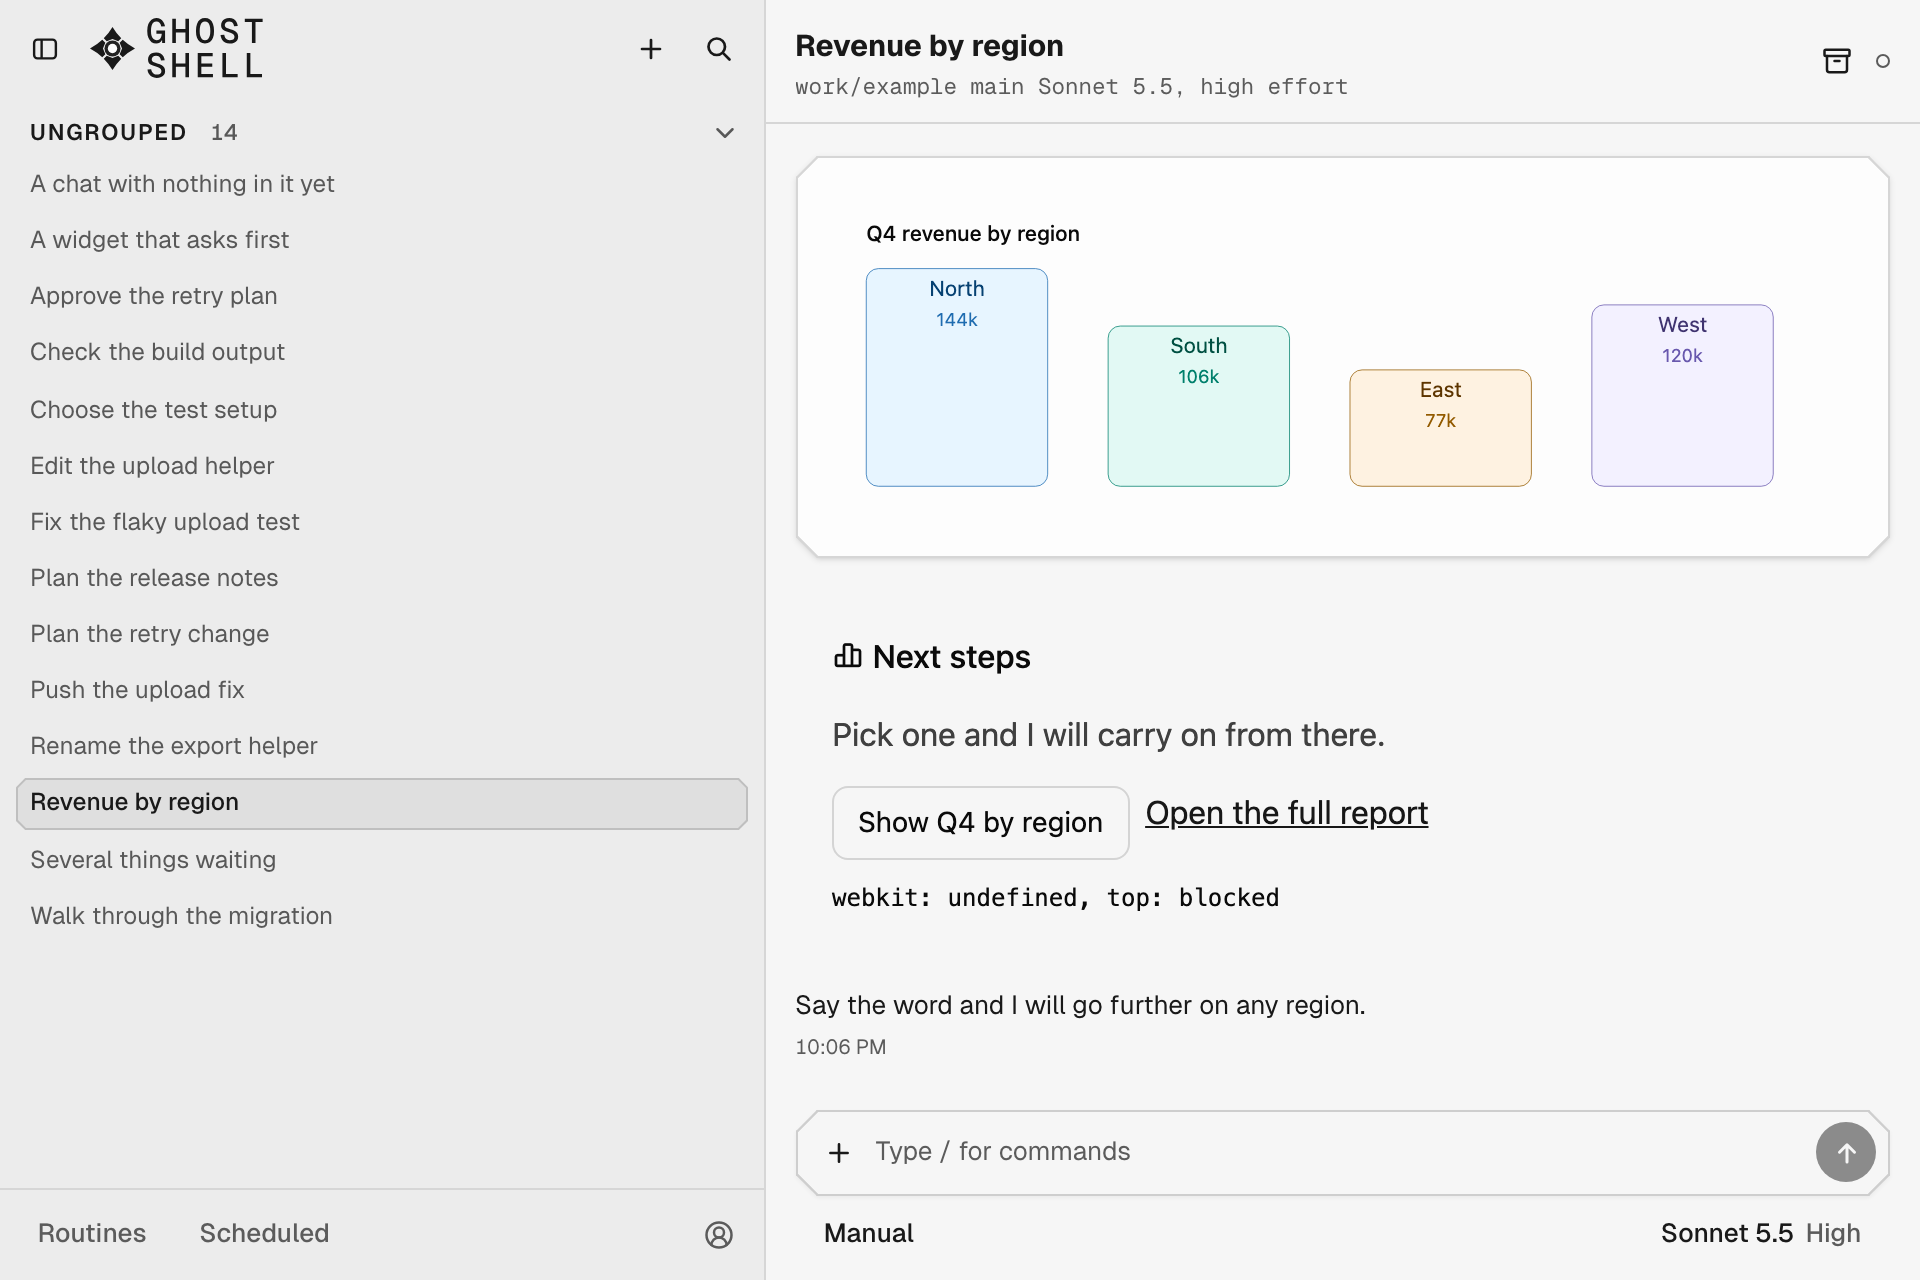 GHOST
SHELL
UNGROUPED 14
A chat with nothing in it yet
A widget that asks first
Approve the retry plan
Check the build output
Choose the test setup
Edit the upload helper
Fix the flaky upload test
Plan the release notes
Plan the retry change
Push the upload fix
Rename the export helper
Revenue by region
Several things waiting
Walk through the migration
Routines
Scheduled
Revenue by region
work/example main Sonnet 5.5, high effort
Q4 revenue by region
North
144k
South
106k
East
77k
West
120k
Next steps
Pick one and I will carry on from there.
Show Q4 by region
Open the full report
webkit: undefined, top: blocked
Say the word and I will go further on any region.
10:06 PM
Type / for commands
Manual
Sonnet 5.5 High